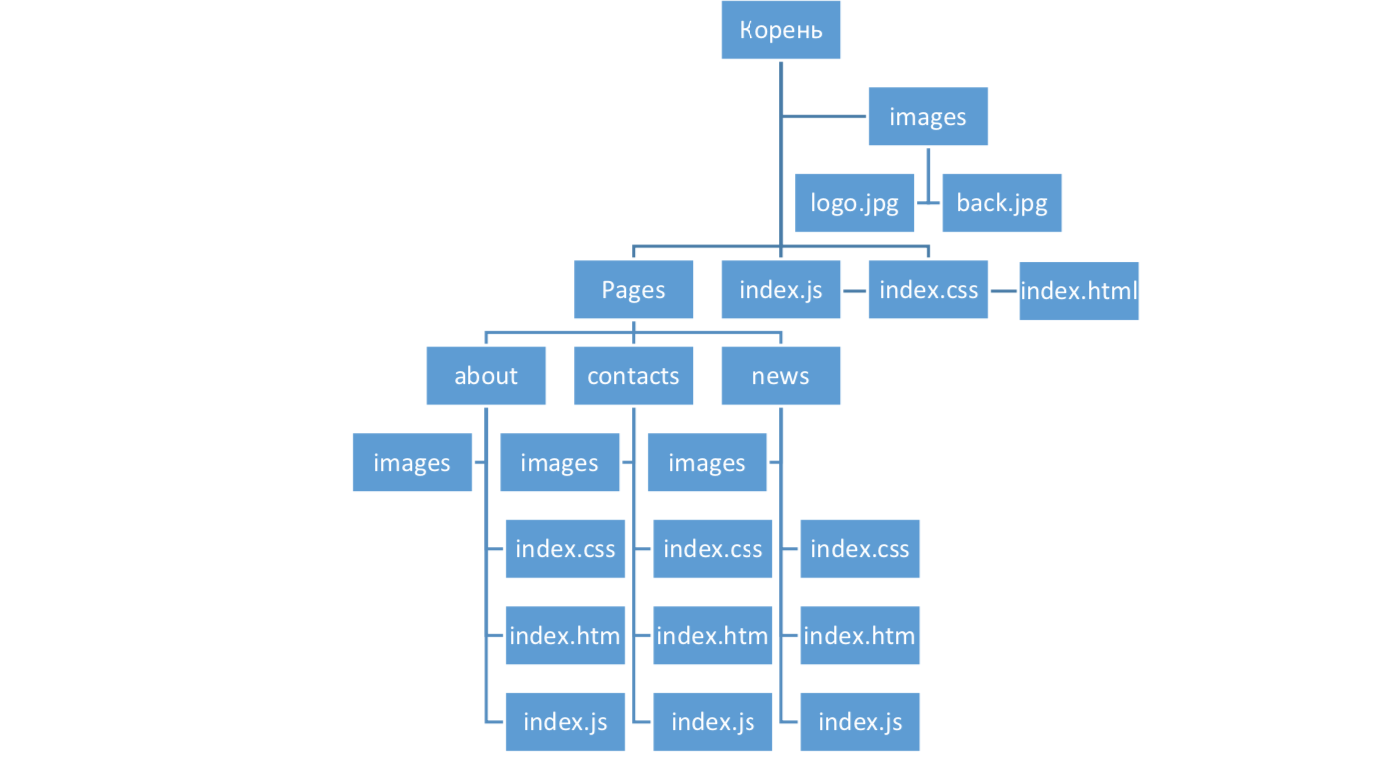 Корень
images
logo.jpg
back.jpg
Pages
index.js
index.css
index.html
about
contacts
news
images
images
images
index.css
index.css
index.css
index.htm
index.htm
index.htm
index.js
index.js
index.js